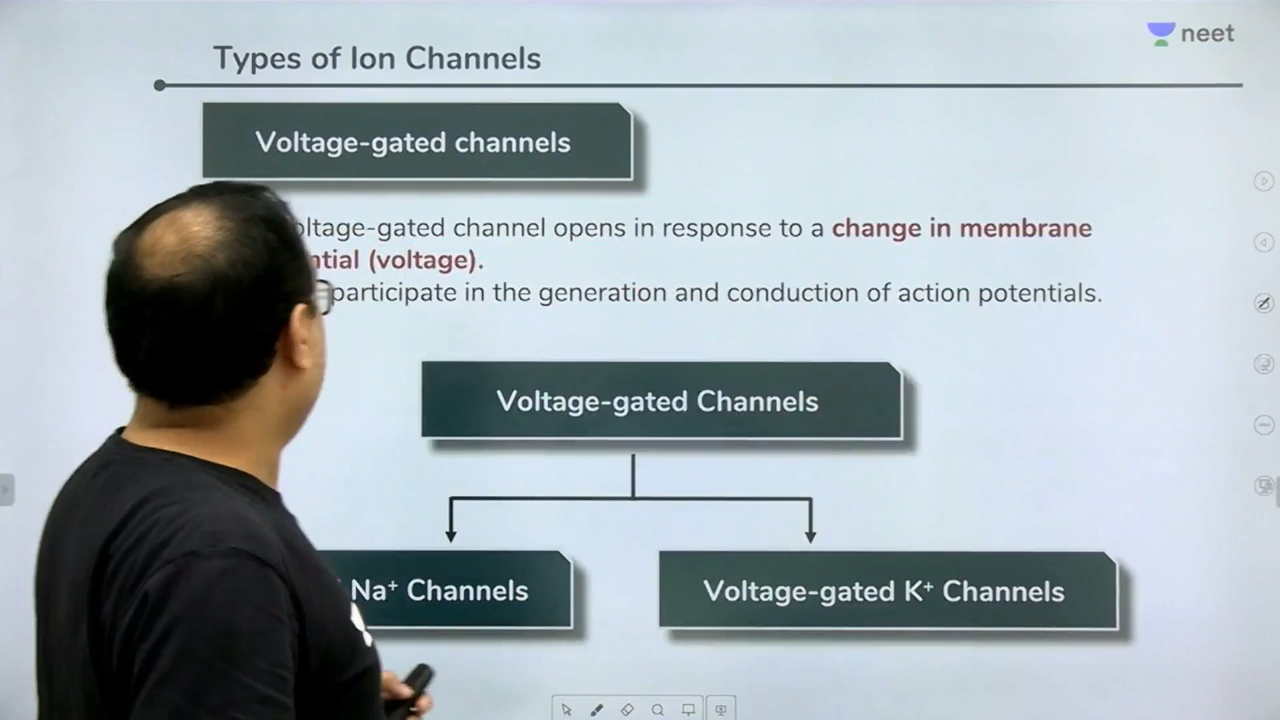 neet
Types of Ion Channels
Voltage-gated channels
oltage-gated channel opens in response to a change in membrane
ntial (voltage).
participate in the generation and conduction of action potentials.
Voltage-gated Channels
Na⁺ Channels
Voltage-gated K⁺ Channels